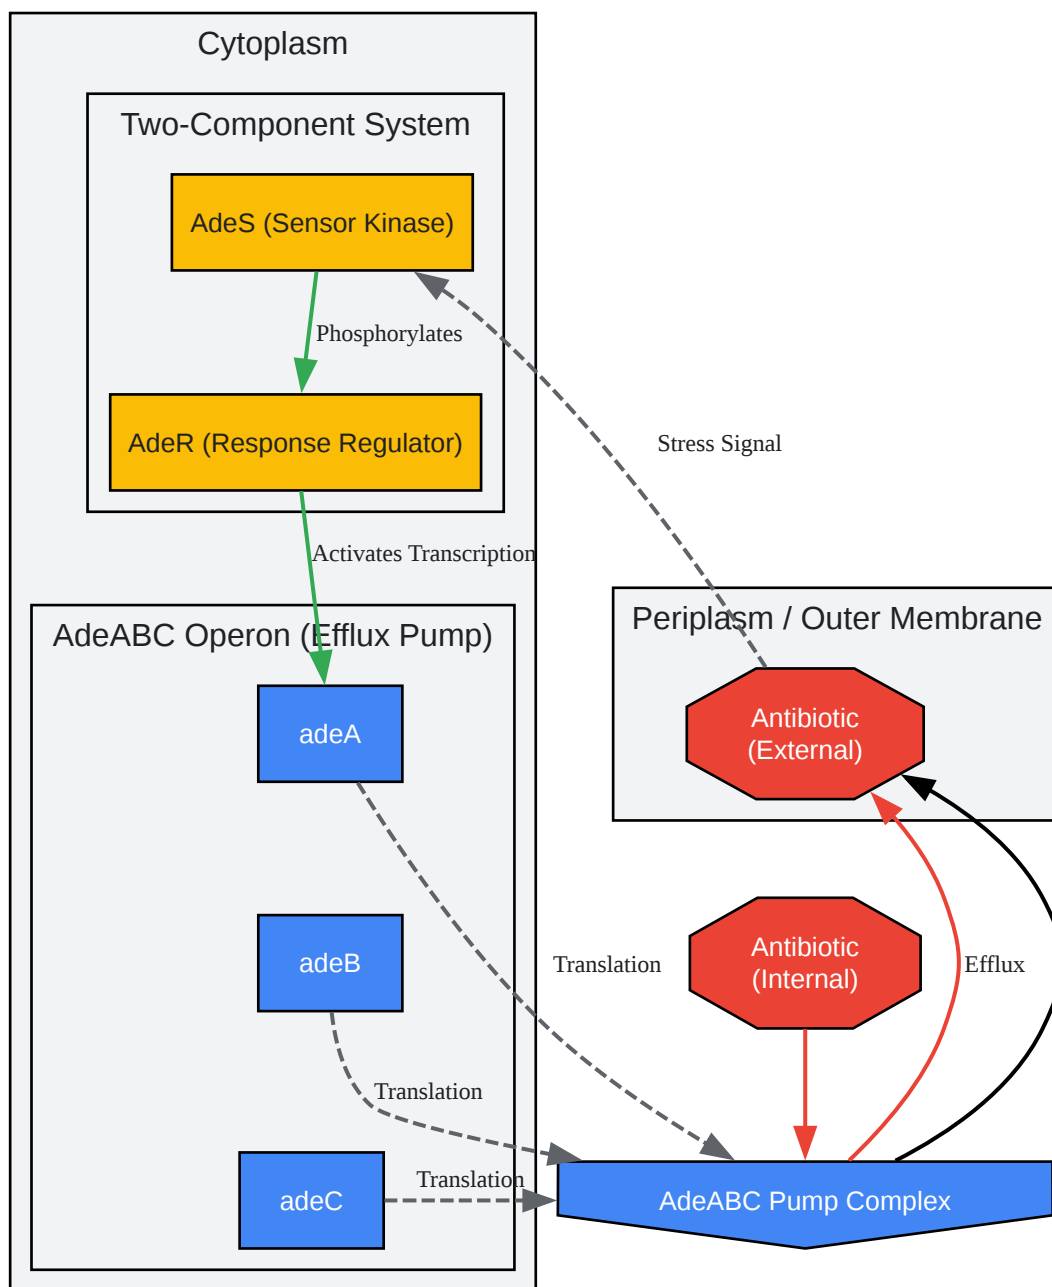 Cytoplasm
Two-Component System
AdeS (Sensor Kinase)
Phosphorylates
AdeR (Response Regulator)
Stress Signal
Activates Transcription
AdeABC Operon (Efflux Pump)
Periplasm / Outer Membrane
adeA
Antibiotic
(External)
adeB
Translation
Antibiotic
(Internal)
Efflux
Translation
adeC
Translation
AdeABC Pump Complex